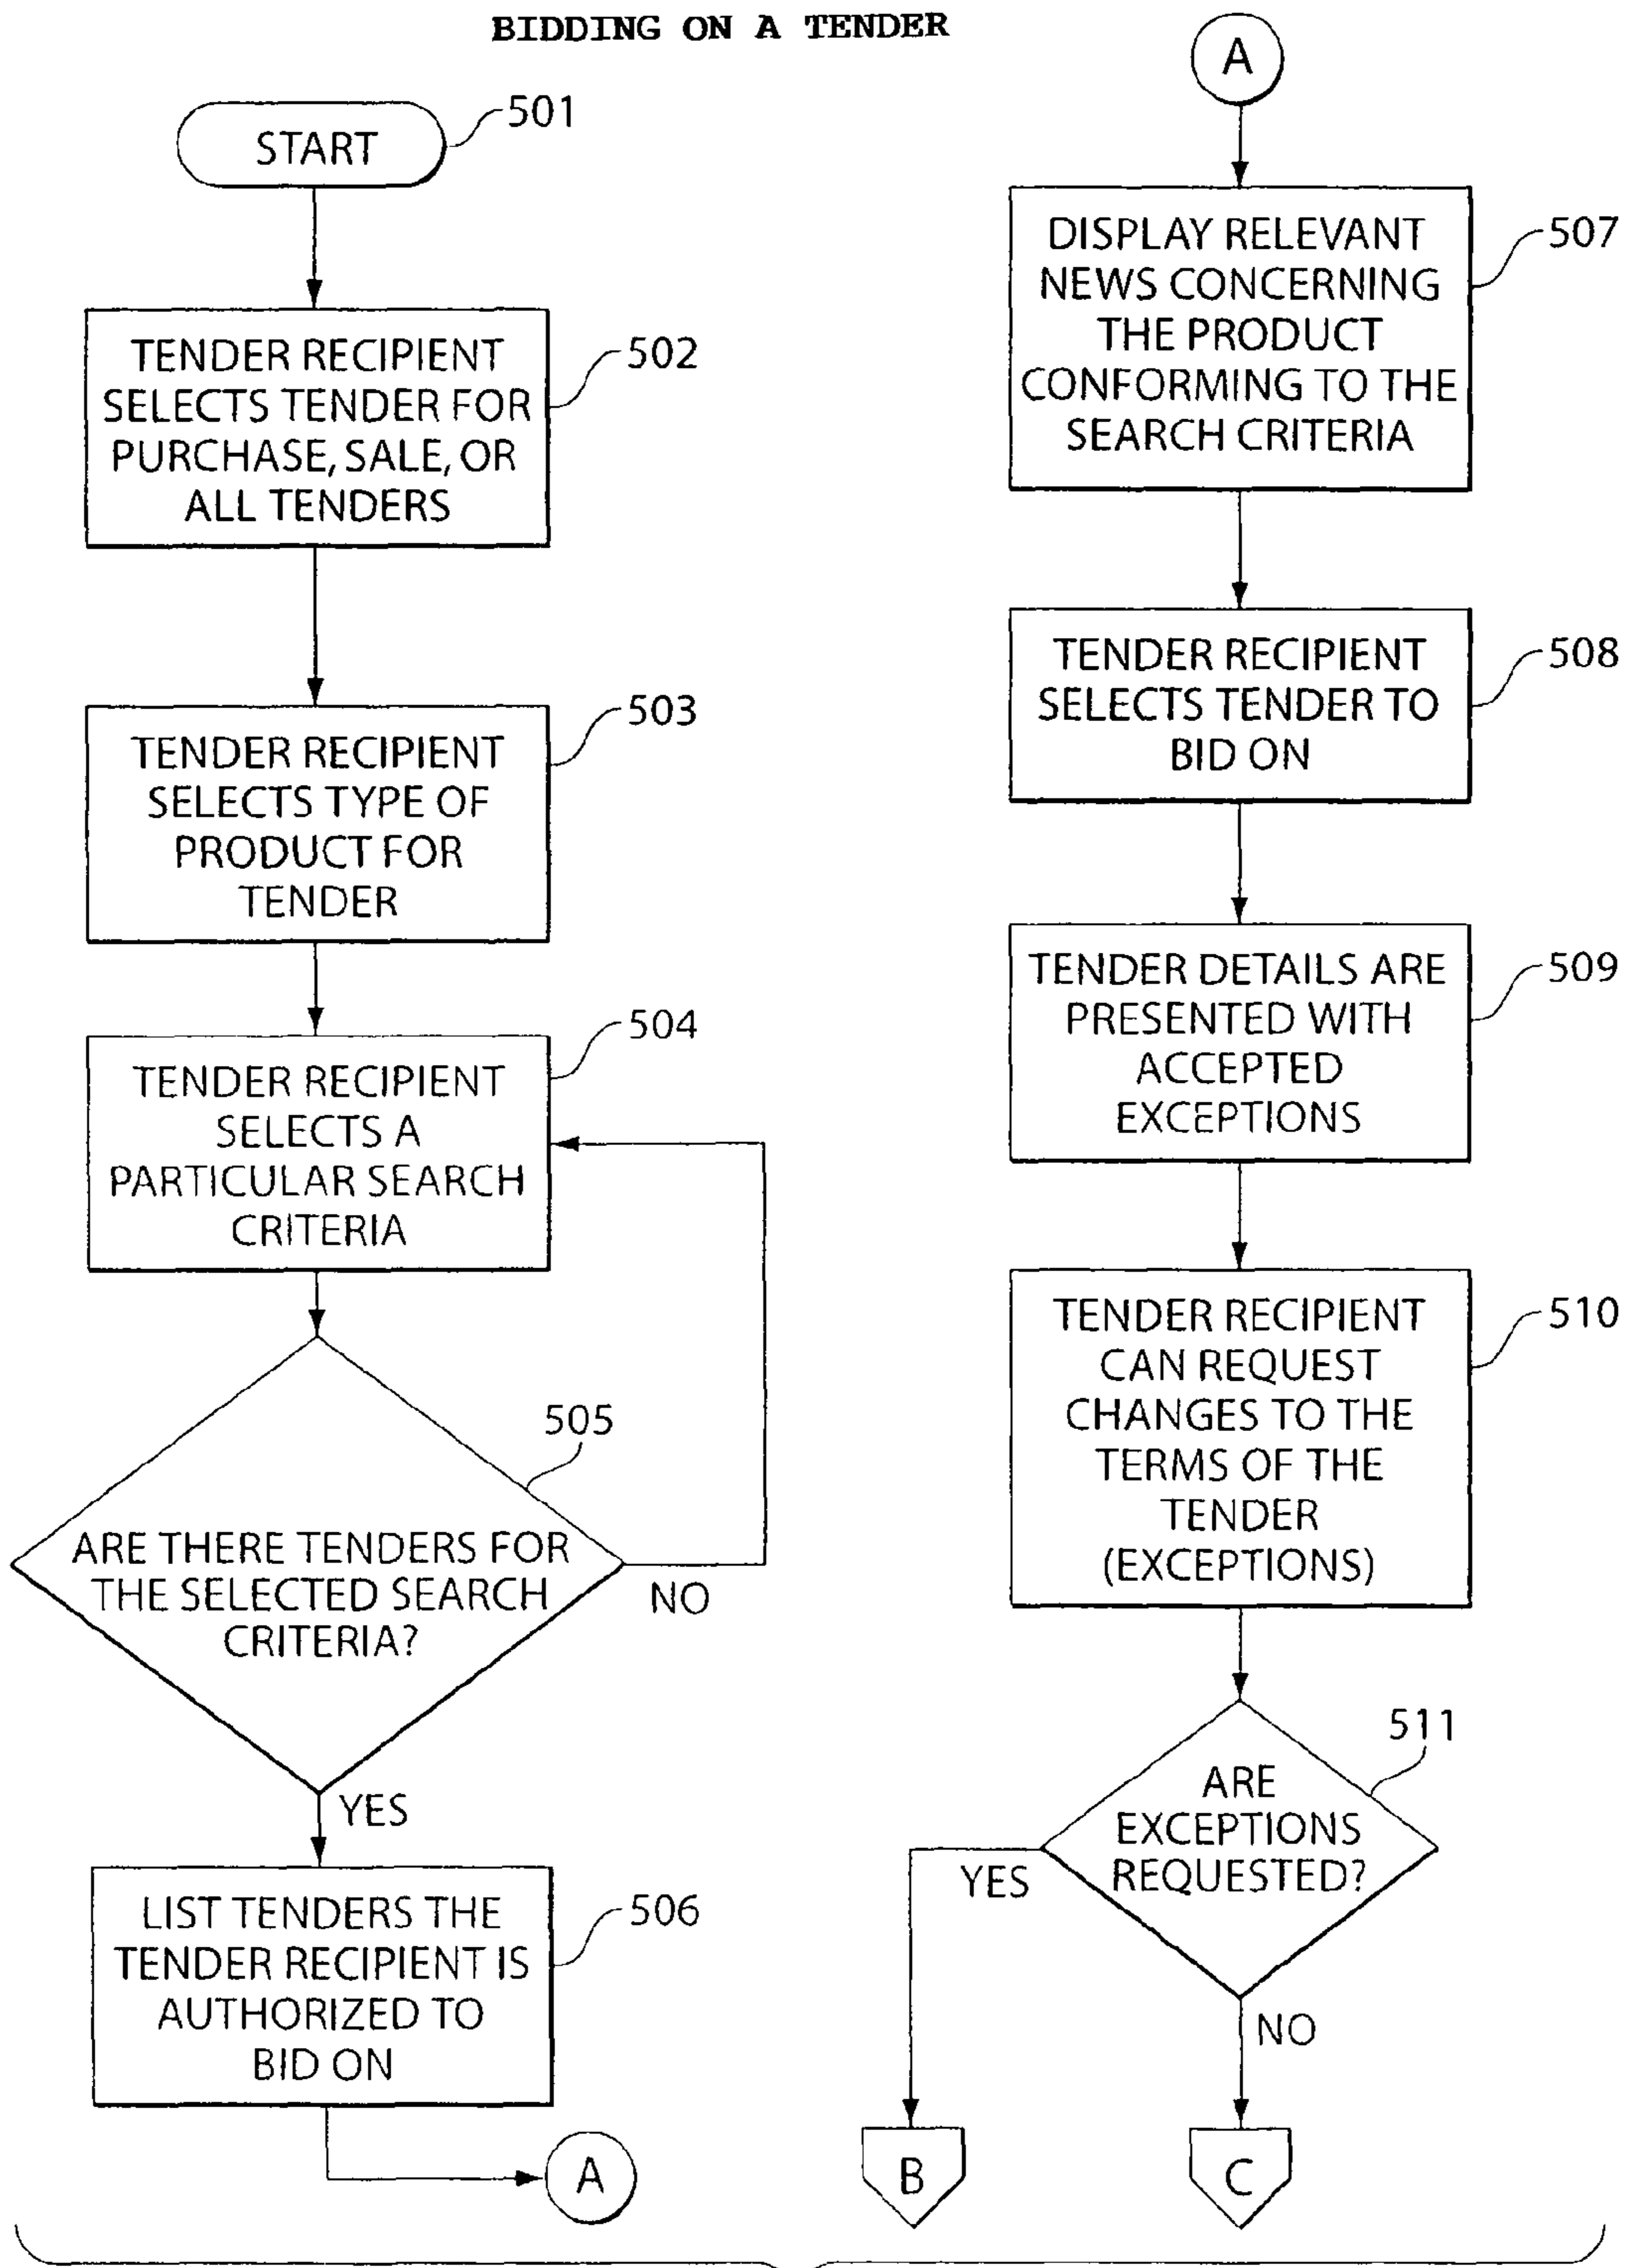 BIDDING ON A TENDER
START
501
TENDER RECIPIENT
SELECTS TENDER FOR
PURCHASE, SALE, OR
ALL TENDERS
502
TENDER RECIPIENT
SELECTS TYPE OF
PRODUCT FOR
TENDER
503
TENDER RECIPIENT
SELECTS A
PARTICULAR SEARCH
CRITERIA
504
ARE THERE TENDERS FOR
THE SELECTED SEARCH
CRITERIA?
505
NO
YES
LIST TENDERS THE
TENDER RECIPIENT IS
AUTHORIZED TO
BID ON
506
A
A
DISPLAY RELEVANT
NEWS CONCERNING
THE PRODUCT
CONFORMING TO THE
SEARCH CRITERIA
507
TENDER RECIPIENT
SELECTS TENDER TO
BID ON
508
TENDER DETAILS ARE
PRESENTED WITH
ACCEPTED
EXCEPTIONS
509
TENDER RECIPIENT
CAN REQUEST
CHANGES TO THE
TERMS OF THE
TENDER
(EXCEPTIONS)
510
ARE
EXCEPTIONS
REQUESTED?
511
YES
NO
B
C